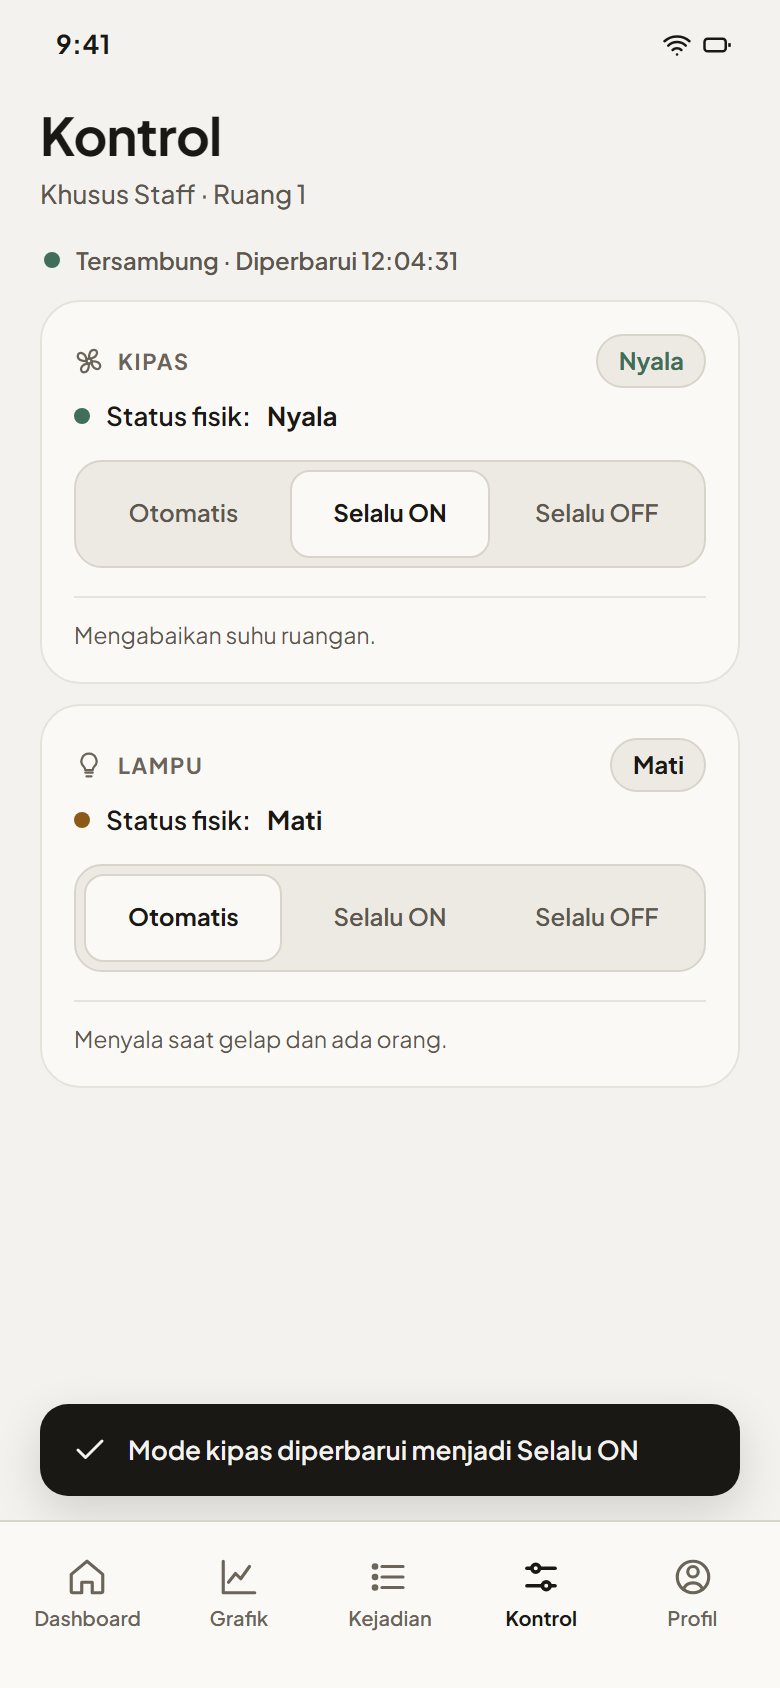 9:41
Kontrol
Khusus Staff · Ruang 1
Tersambung · Diperbarui 12:04:31
KIPAS
Nyala
Status fisik: Nyala
Otomatis Selalu ON Selalu OFF
Mengabaikan suhu ruangan.
LAMPU
Mati
Status fisik: Mati
Otomatis Selalu ON Selalu OFF
Menyala saat gelap dan ada orang.
Mode kipas diperbarui menjadi Selalu ON
Dashboard Grafik Kejadian Kontrol Profil